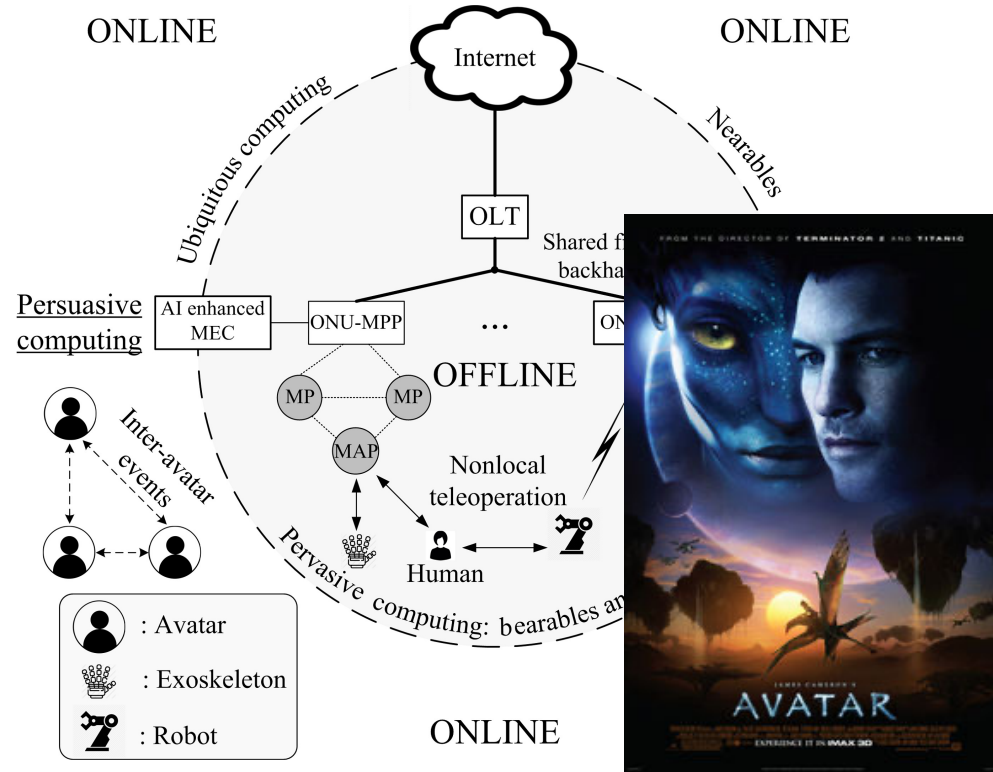 ONLINE
ONLINE
Internet
Ubiquitous computing
Nearables
OLT
Shared
backha
Persuasive
computing
AI enhanced
MEC
ONU-MPP
...
ON
OFFLINE
MP
MP
MAP
Inter-avatar
events
Nonlocal
teleoperation
Human
Pervasive computing: bearables an
: Avatar
: Exoskeleton
: Robot
ONLINE
FROM THE DIRECTOR OF TERMINATOR 2 AND TITANIC
JAMES CAMERON'S
AVATAR
EXPERIENCE IT IN IMAX 3D